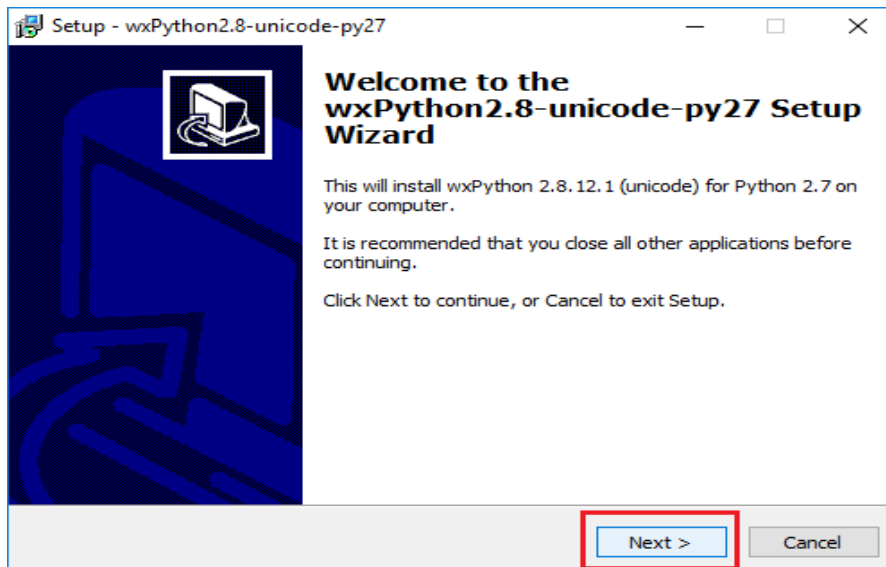 Setup - wxPython2.8-unicode-py27
Welcome to the
wxPython2.8-unicode-py27 Setup
Wizard
This will install wxPython 2.8.12.1 (unicode) for Python 2.7 on
your computer.
It is recommended that you close all other applications before
continuing.
Click Next to continue, or Cancel to exit Setup.
Next >
Cancel